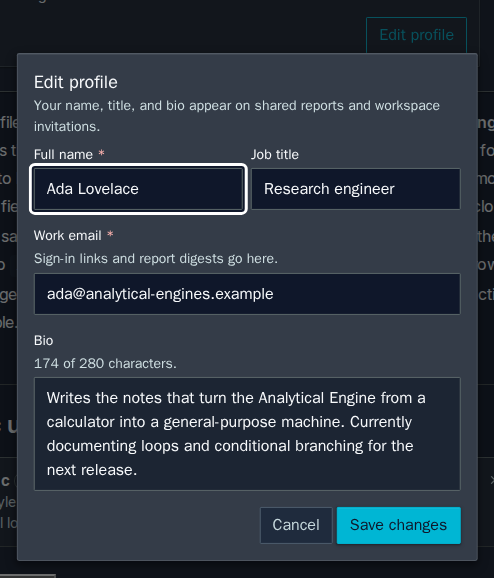 Edit profile
Edit profile
Your name, title, and bio appear on shared reports and workspace
invitations.
Full name *
Job title
Ada Lovelace
Research engineer
Work email *
Sign-in links and report digests go here.
ada@analytical-engines.example
Bio
174 of 280 characters.
Writes the notes that turn the Analytical Engine from a
calculator into a general-purpose machine. Currently
documenting loops and conditional branching for the
next release.
Cancel
Save changes